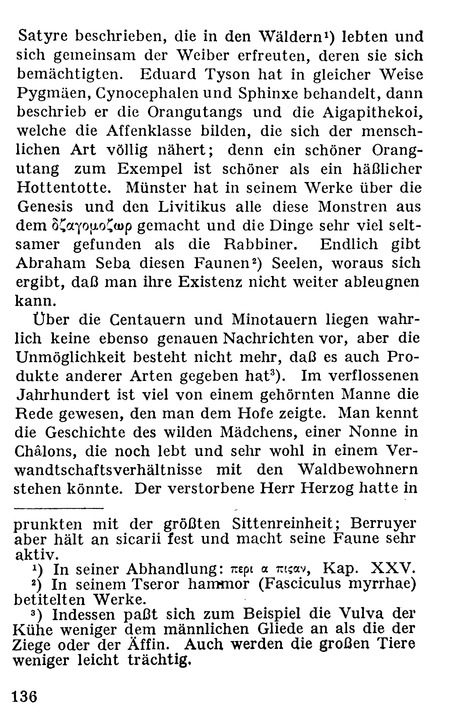 Satyre beschrieben, die in den Wäldern¹) lebten und
sich gemeinsam der Weiber erfreuten, deren sie sich
bemächtigten. Eduard Tyson hat in gleicher Weise
Pygmäen, Cynocephalen und Sphinxe behandelt, dann
beschrieb er die Orangutangs und die Aigapithekoi,
welche die Affenklasse bilden, die sich der mensch-
lichen Art völlig nähert; denn ein schöner Orang-
utang zum Exempel ist schöner als ein häßlicher
Hottentotte. Münster hat in seinem Werke über die
Genesis und den Livitikus alle diese Monstren aus
dem δζαγομοζωρ gemacht und die Dinge sehr viel selt-
samer gefunden als die Rabbiner. Endlich gibt
Abraham Seba diesen Faunen²) Seelen, woraus sich
ergibt, daß man ihre Existenz nicht weiter ableugnen
kann.
Über die Centauern und Minotauern liegen wahr-
lich keine ebenso genauen Nachrichten vor, aber die
Unmöglichkeit besteht nicht mehr, daß es auch Pro-
dukte anderer Arten gegeben hat³). Im verflossenen
Jahrhundert ist viel von einem gehörnten Manne die
Rede gewesen, den man dem Hofe zeigte. Man kennt
die Geschichte des wilden Mädchens, einer Nonne in
Châlons, die noch lebt und sehr wohl in einem Ver-
wandtschaftsverhältnisse mit den Waldbewohnern
stehen könnte. Der verstorbene Herr Herzog hatte in
prunkten mit der größten Sittenreinheit; Berruyer
aber hält an sicarii fest und macht seine Faune sehr
aktiv.
¹) In seiner Abhandlung: περι α πιςαν, Kap. XXV.
²) In seinem Tseror hammor (Fasciculus myrrhae)
betitelten Werke.
³) Indessen paßt sich zum Beispiel die Vulva der
Kühe weniger dem männlichen Gliede an als die der
Ziege oder der Äffin. Auch werden die großen Tiere
weniger leicht trächtig.
136